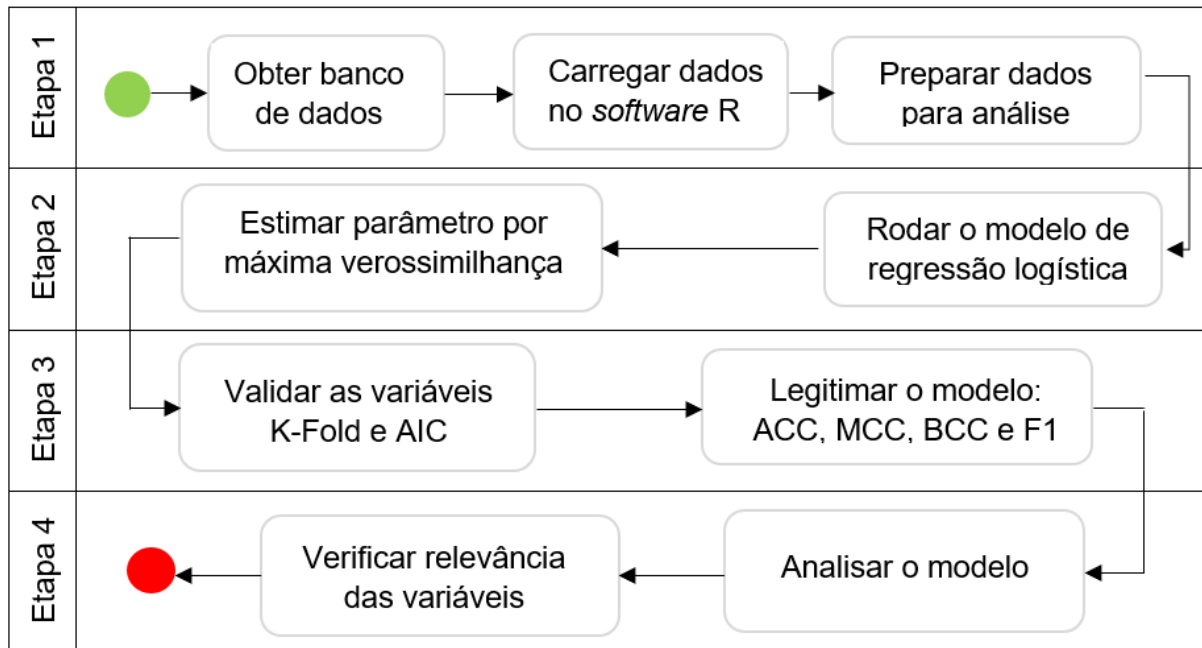 Etapa 1
Obter banco
de dados
Carregar dados
no software R
Preparar dados
para análise
Etapa 2
Rodar o modelo de
regressão logística
Estimar parâmetro por
máxima verossimilhança
Etapa 3
Validar as variáveis
K-Fold e AIC
Legitimar o modelo:
ACC, MCC, BCC e F1
Etapa 4
Analisar o modelo
Verificar relevância
das variáveis